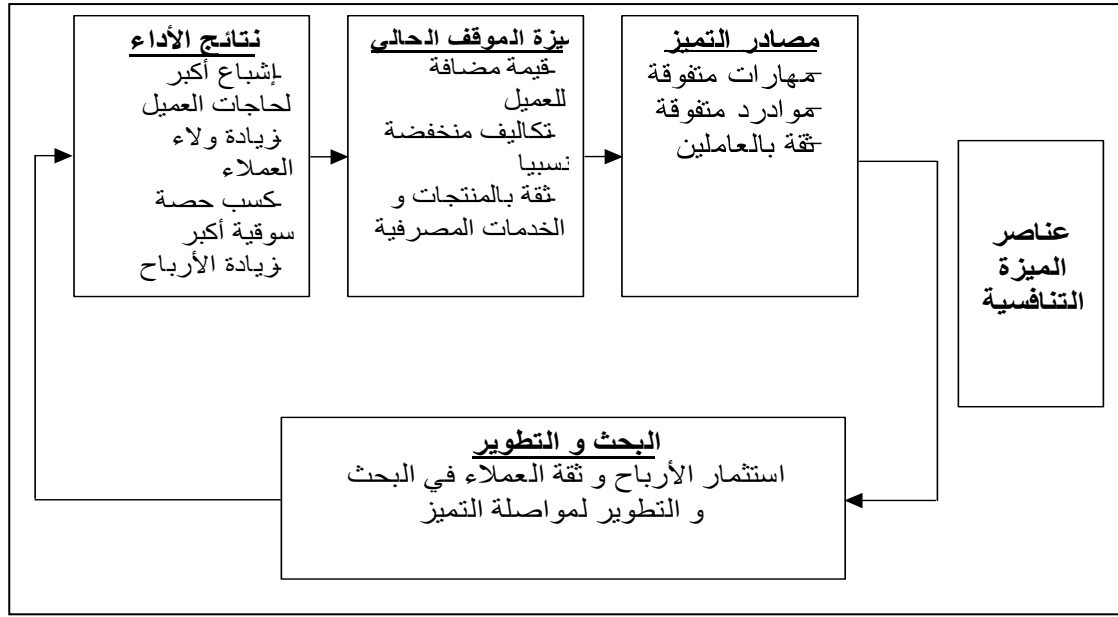 عناصر
الميزة
التنافسية
مصادر التميز
-مهارات متفوقة
-موادرد متفوقة
-ثقة بالعاملين
يزة الموقف الحالي
-قيمة مضافة
للعميل
-تكاليف منخفضة
نسبيا
-ثقة بالمنتجات و
الخدمات المصرفية
نتائج الأداء
-إشباع أكبر
لحاجات العميل
-زيادة ولاء
العملاء
-كسب حصة
سوقية أكبر
-زيادة الأرباح
البحث و التطوير
استثمار الأرباح و ثقة العملاء في البحث
و التطوير لمواصلة التميز